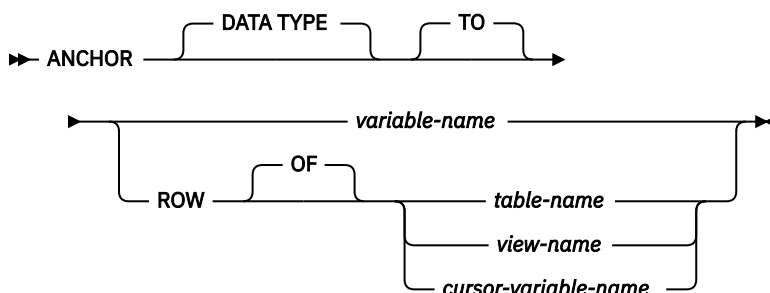 DATA TYPE TO
ANCHOR
variable-name
OF
ROW table-name
view-name
cursor-variable-name